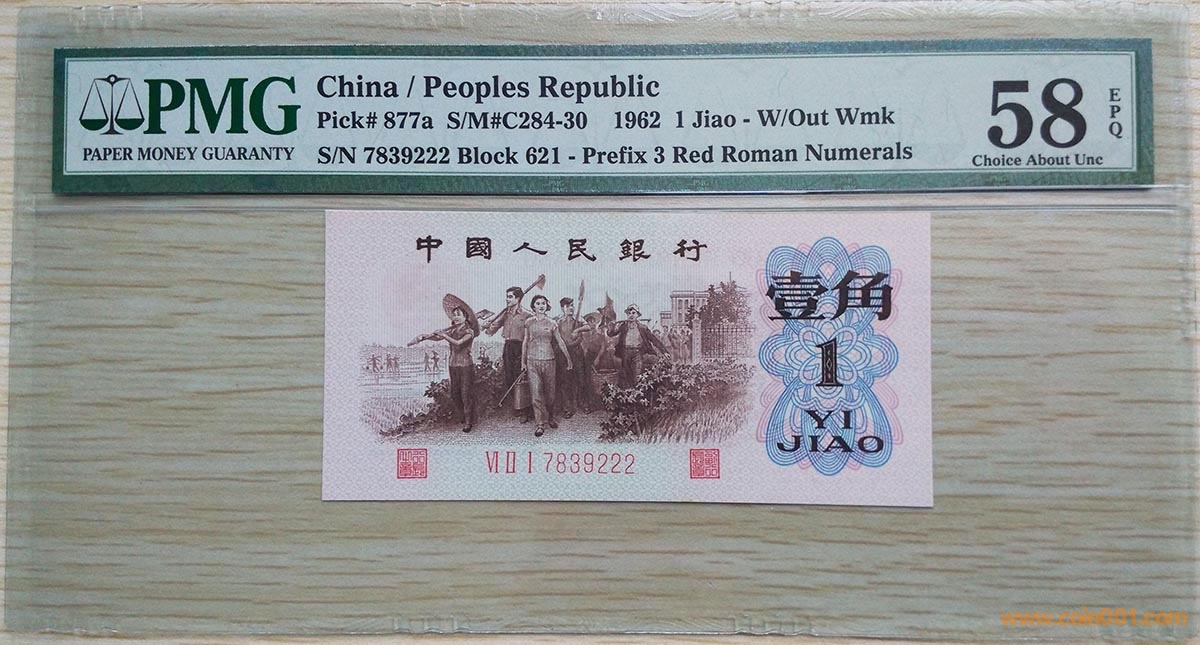 PMG
PAPER MONEY GUARANTY
China / Peoples Republic
Pick# 877a S/M#C284-30 1962 1 Jiao - W/Out Wmk
S/N 7839222 Block 621 - Prefix 3 Red Roman Numerals
58
EPQ
Choice About Unc
中國人民銀行
壹角
1
YI
JIAO
VI II I 7839222
www.coin001.com